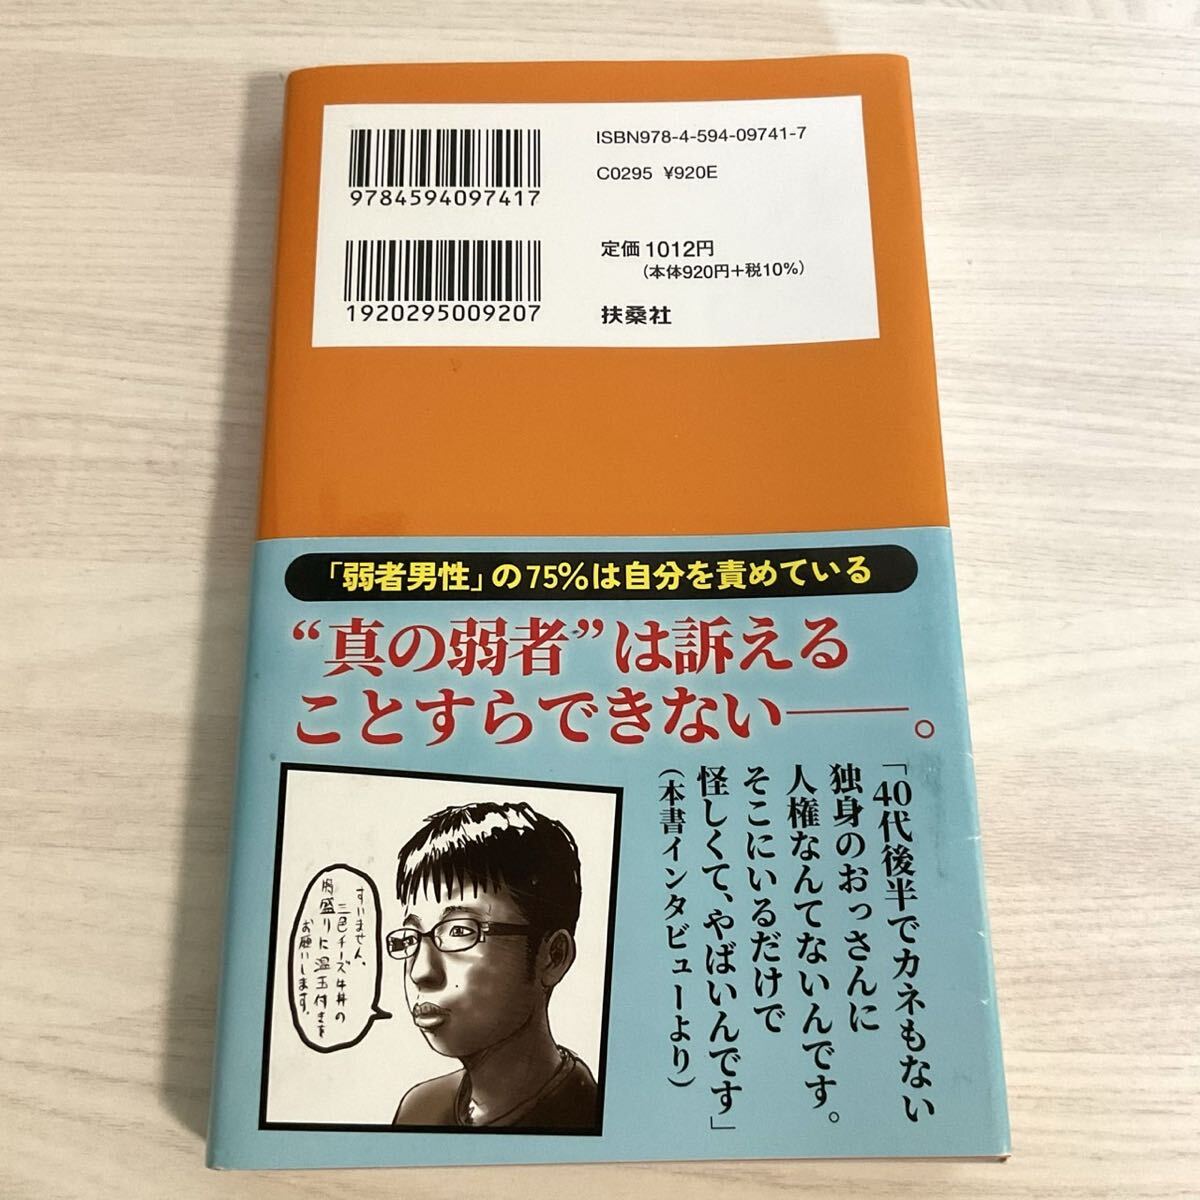 9784594097417
ISBN978-4-594-09741-7
C0295 ¥920E
1920295009207
定価1012円
(本体920円+税10%)
扶桑社
「弱者男性」の75%は自分を責めている
“真の弱者”は訴える
ことすらできない――。
「40代後半でカネもない
独身のおっさんに
人権なんてないんです。
そこにいるだけで
怪しくて、やばいんです」
(本書インタビューより)
すいません、
三色チーズ牛丼の
肉盛りに温玉付きを
お願いします。